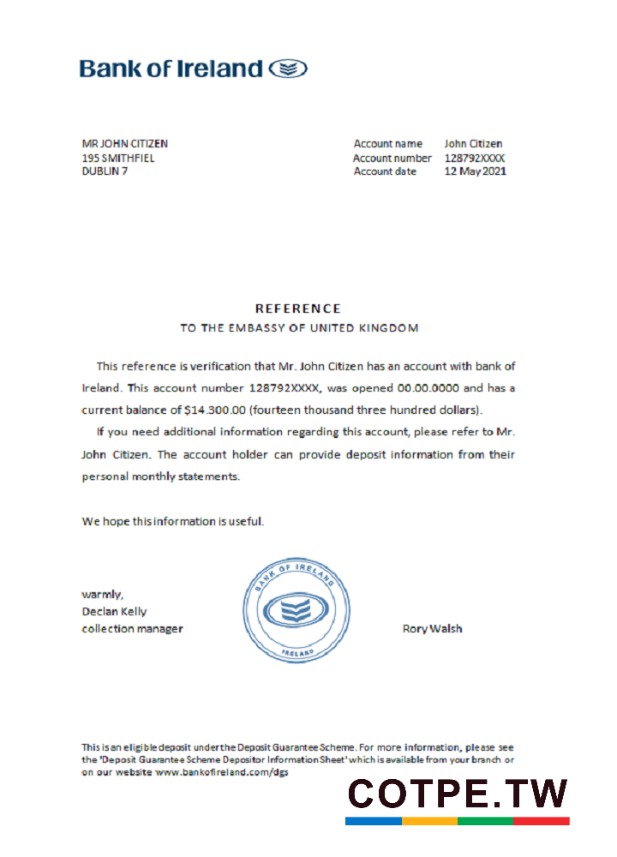 Bank of Ireland
MR JOHN CITIZEN
195 SMITHFIEL
DUBLIN 7
Account name John Citizen
Account number 128792XXXX
Account date 12 May 2021
REFERENCE
TO THE EMBASSY OF UNITED KINGDOM
This reference is verification that Mr. John Citizen has an account with bank of
Ireland. This account number 128792XXXX, was opened 00.00.0000 and has a
current balance of $14.300.00 (fourteen thousand three hundred dollars).
If you need additional information regarding this account, please refer to Mr.
John Citizen. The account holder can provide deposit information from their
personal monthly statements.
We hope this information is useful.
warmly,
Declan Kelly
collection manager
BANK OF IRELAND
IRELAND
Rory Walsh
This is an eligible deposit under the Deposit Guarantee Scheme. For more information, please see
the 'Deposit Guarantee Scheme Depositor Information Sheet' which is available from your branch or
on our website www.bankofireland.com/dgs
COTPE.TW